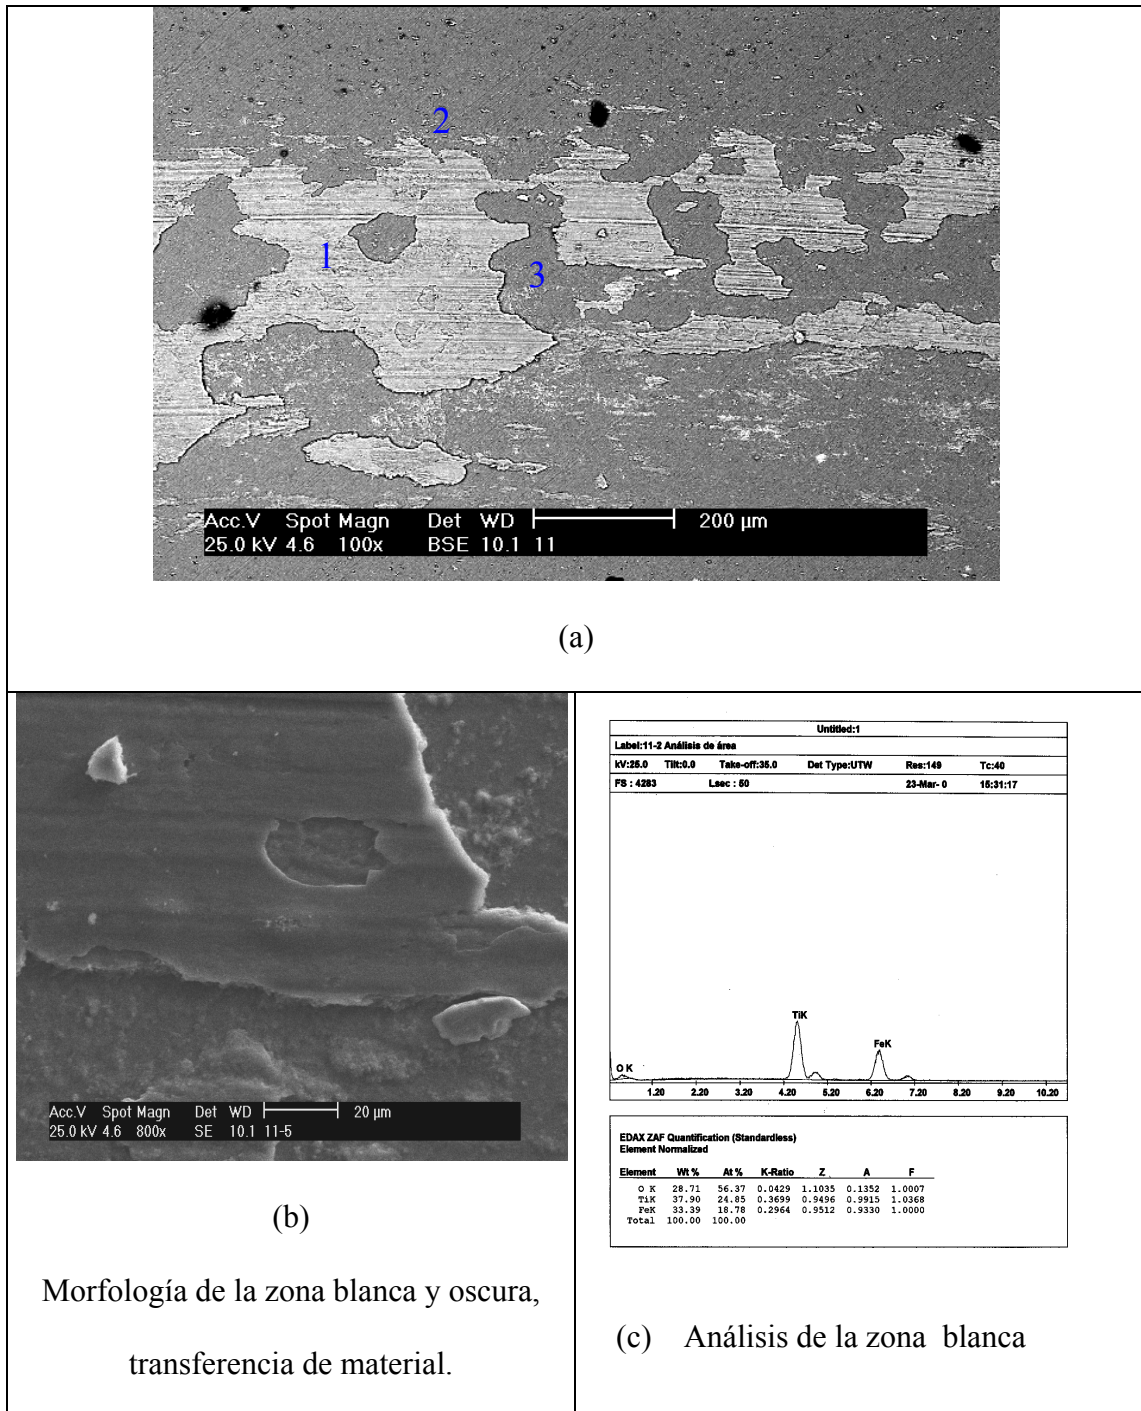 2
1
3
Acc.V Spot Magn Det WD 200 µm
25.0 kV 4.6 100x BSE 10.1 11
(a)
Acc.V Spot Magn Det WD 20 µm
25.0 kV 4.6 800x SE 10.1 11-5
(b)
Morfología de la zona blanca y oscura,
transferencia de material.
Untitled:1
Label:11-2 Análisis de área
kV:25.0 Tilt:0.0 Take-off:35.0 Det Type:UTW Res:149 Tc:40
FS : 4283 Lsec : 50 23-Mar- 0 15:31:17
TiK
FeK
O K
1.20 2.20 3.20 4.20 5.20 6.20 7.20 8.20 9.20 10.20
EDAX ZAF Quantification (Standardless)
Element Normalized
Element Wt % At % K-Ratio Z A F
O K 28.71 56.37 0.0429 1.1035 0.1352 1.0007
TiK 37.90 24.85 0.3699 0.9496 0.9915 1.0368
FeK 33.39 18.78 0.2964 0.9512 0.9330 1.0000
Total 100.00 100.00
(c) Análisis de la zona blanca